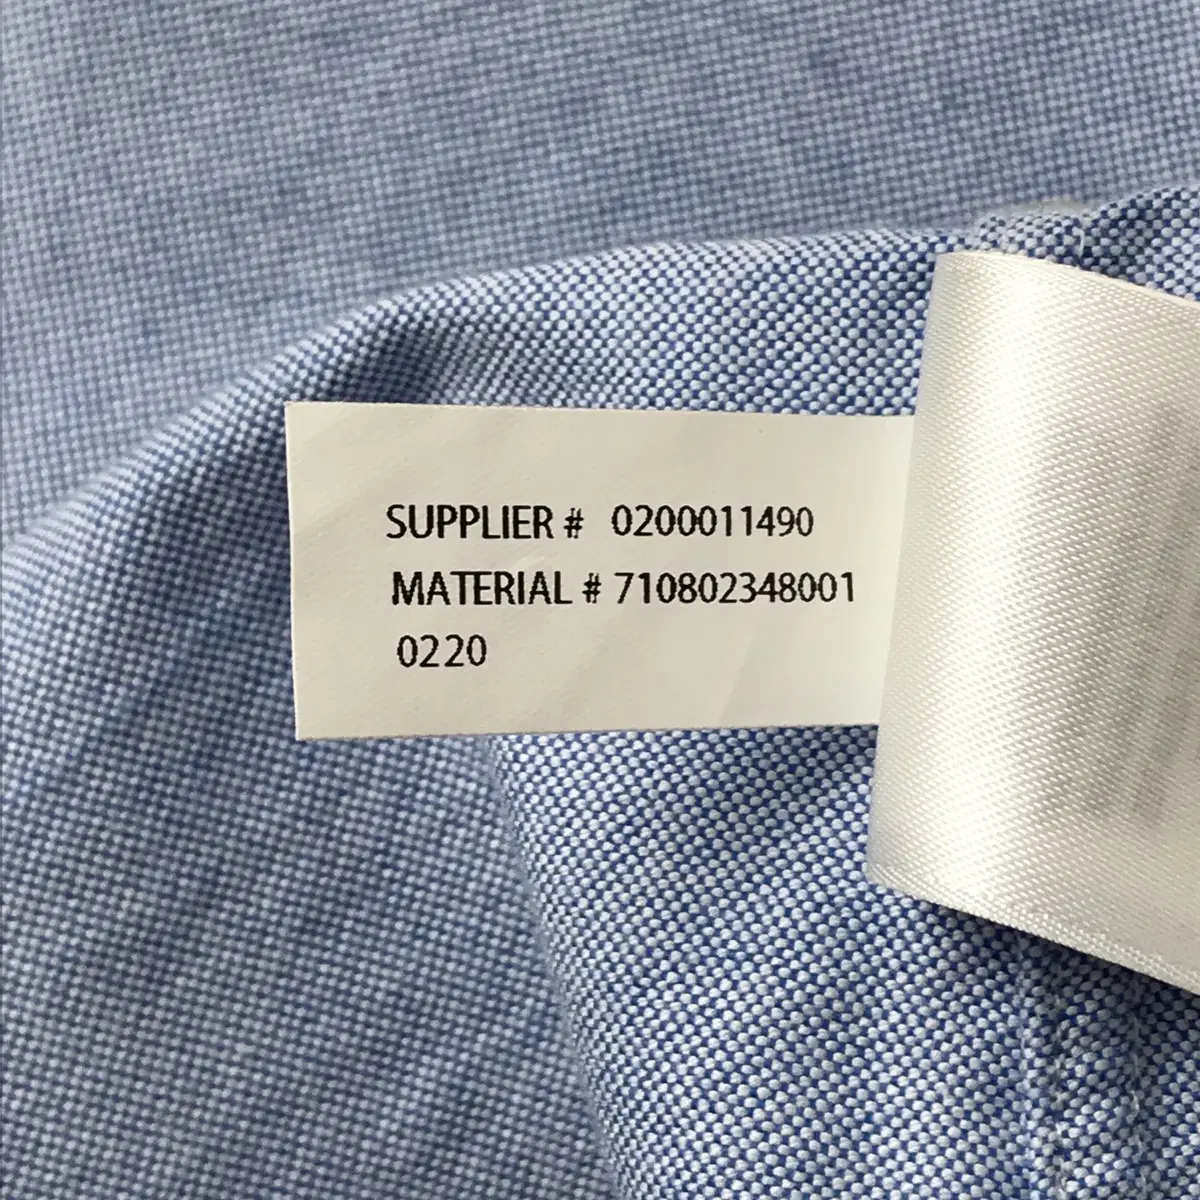 SUPPLIER # 0200011490
MATERIAL # 710802348001
0220